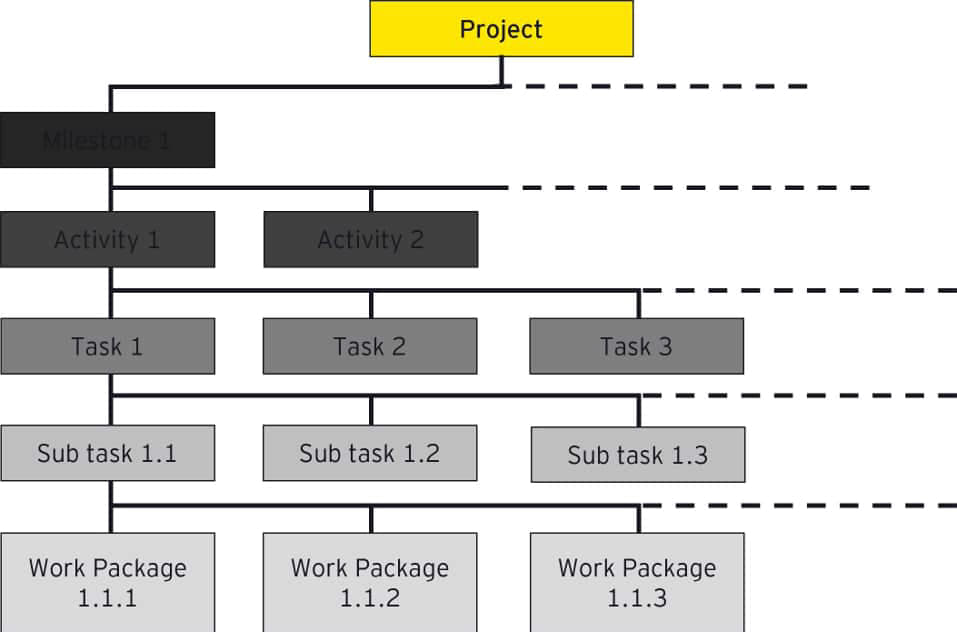 Project
Milestone 1
Activity 1
Activity 2
Task 1
Task 2
Task 3
Sub task 1.1
Sub task 1.2
Sub task 1.3
Work Package
1.1.1
Work Package
1.1.2
Work Package
1.1.3